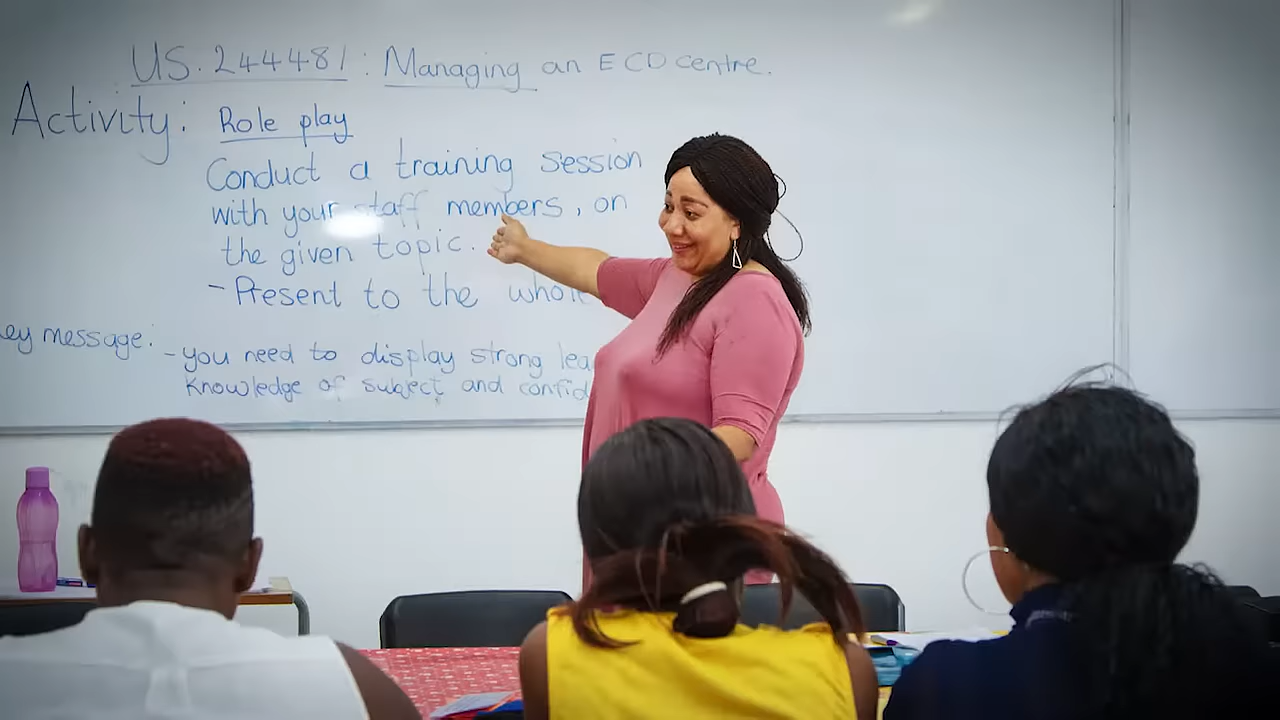 US. 244481: Managing an ECD centre.
Activity: Role play
Conduct a training session
with your staff members, on
the given topic.
- Present to the whole
ey message:
- you need to display strong lea
knowledge of subject and confid